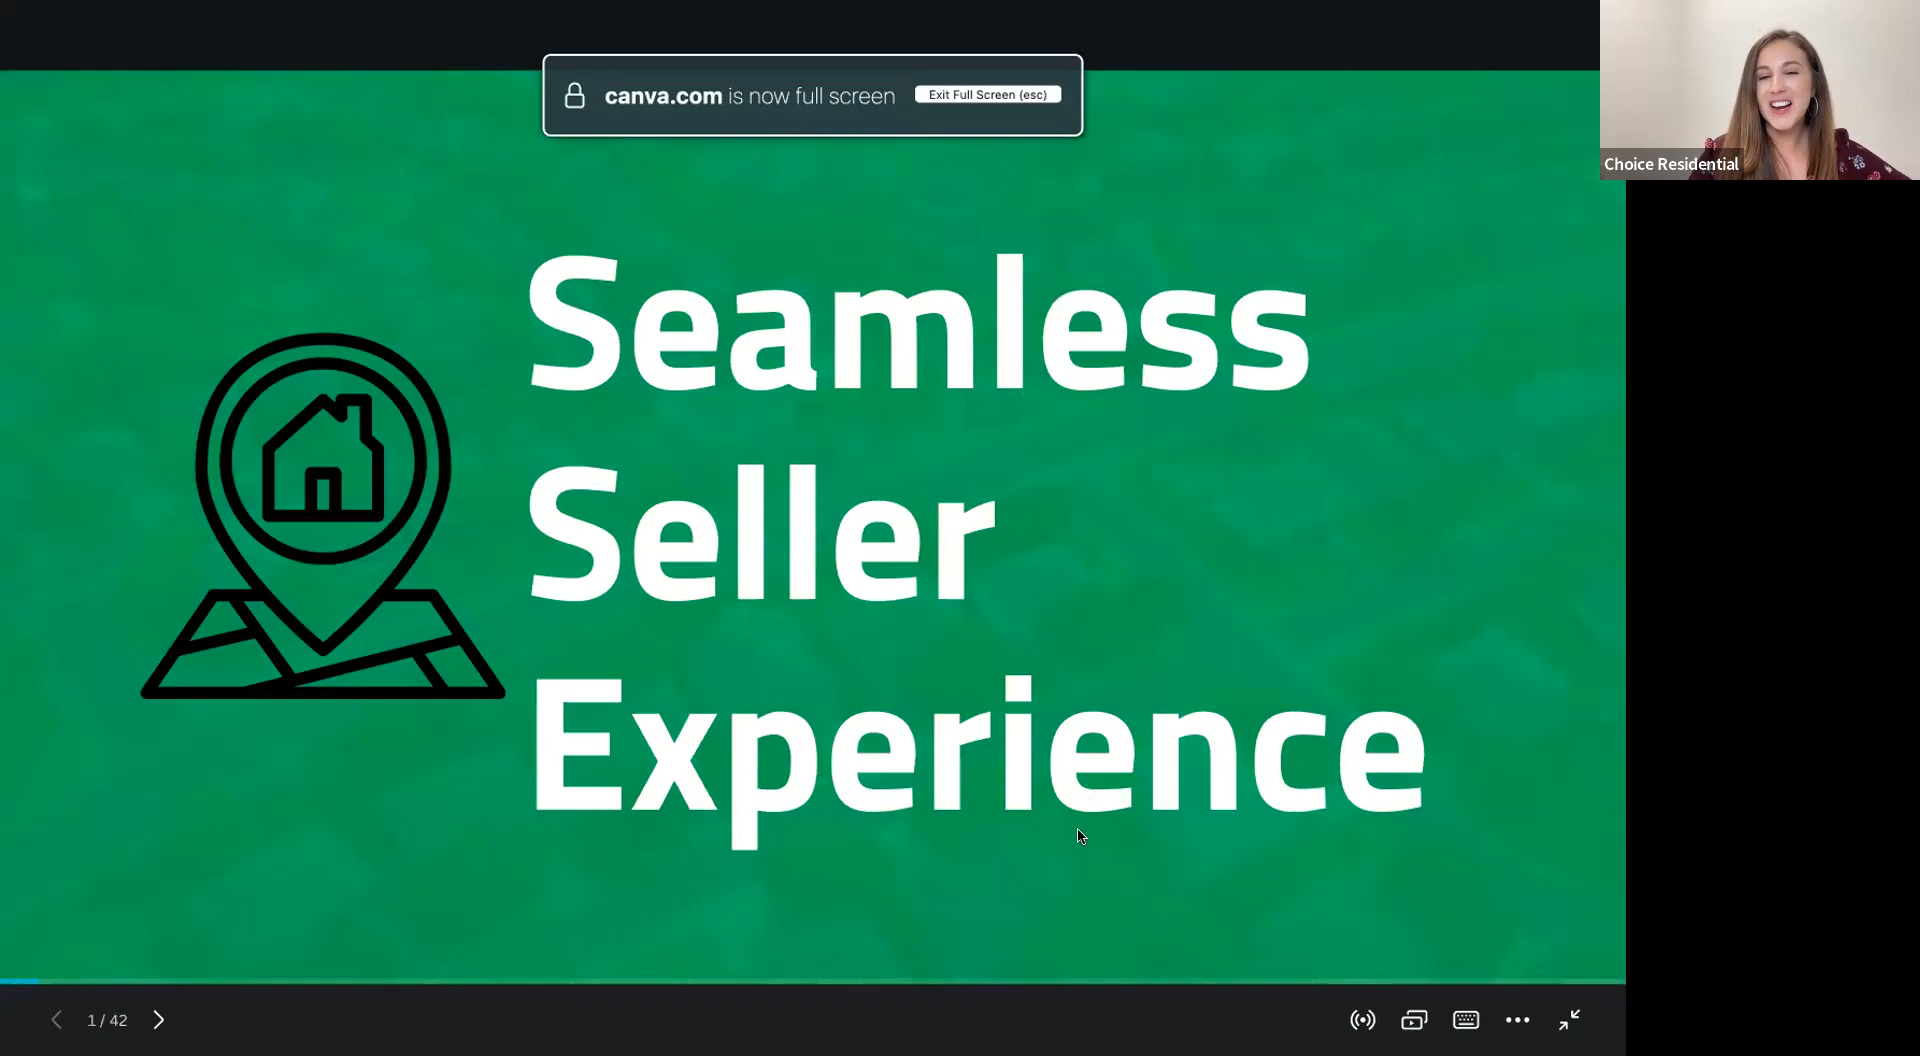 canva.com is now full screen Exit Full Screen (esc)
Choice Residential
Seamless
Seller
Experience
1 / 42